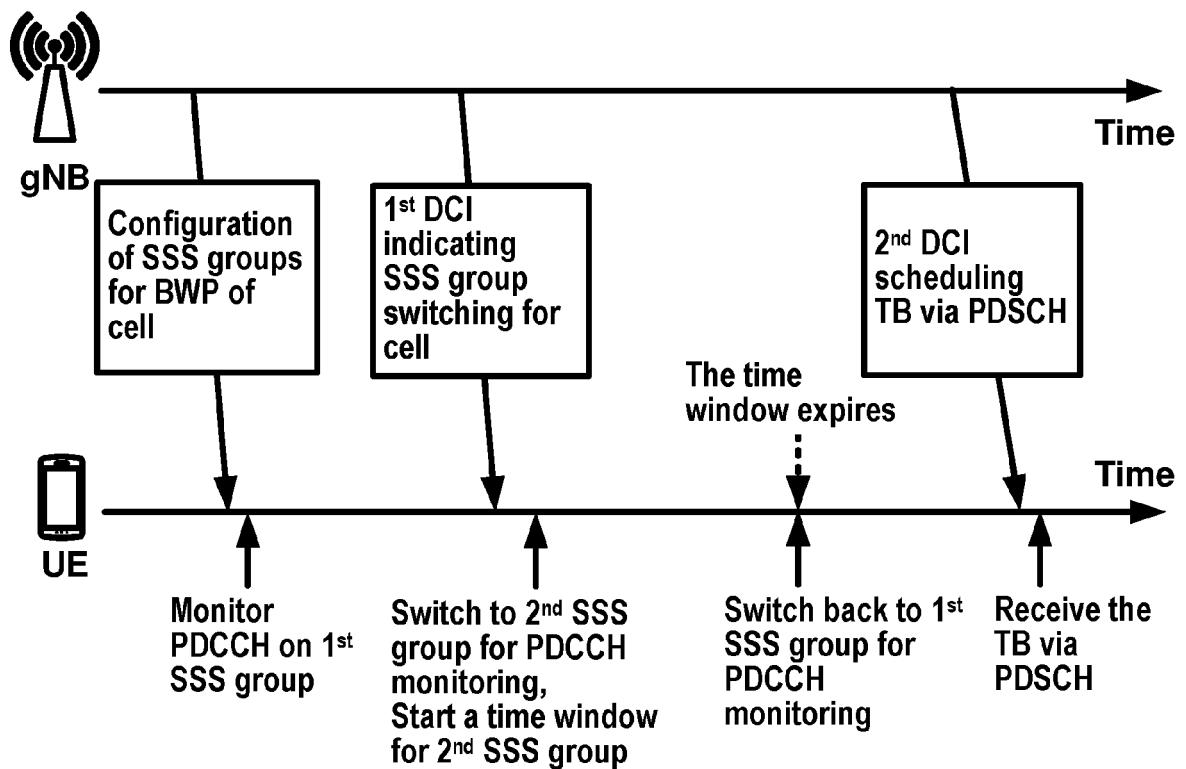 Time
gNB
Configuration
of SSS groups
for BWP of
cell
1st DCI
indicating
SSS group
switching for
cell
2nd DCI
scheduling
TB via PDSCH
The time
window expires
Time
UE
Monitor
PDCCH on 1st
SSS group
Switch to 2nd SSS
group for PDCCH
monitoring,
Start a time window
for 2nd SSS group
Switch back to 1st
SSS group for
PDCCH
monitoring
Receive the
TB via
PDSCH